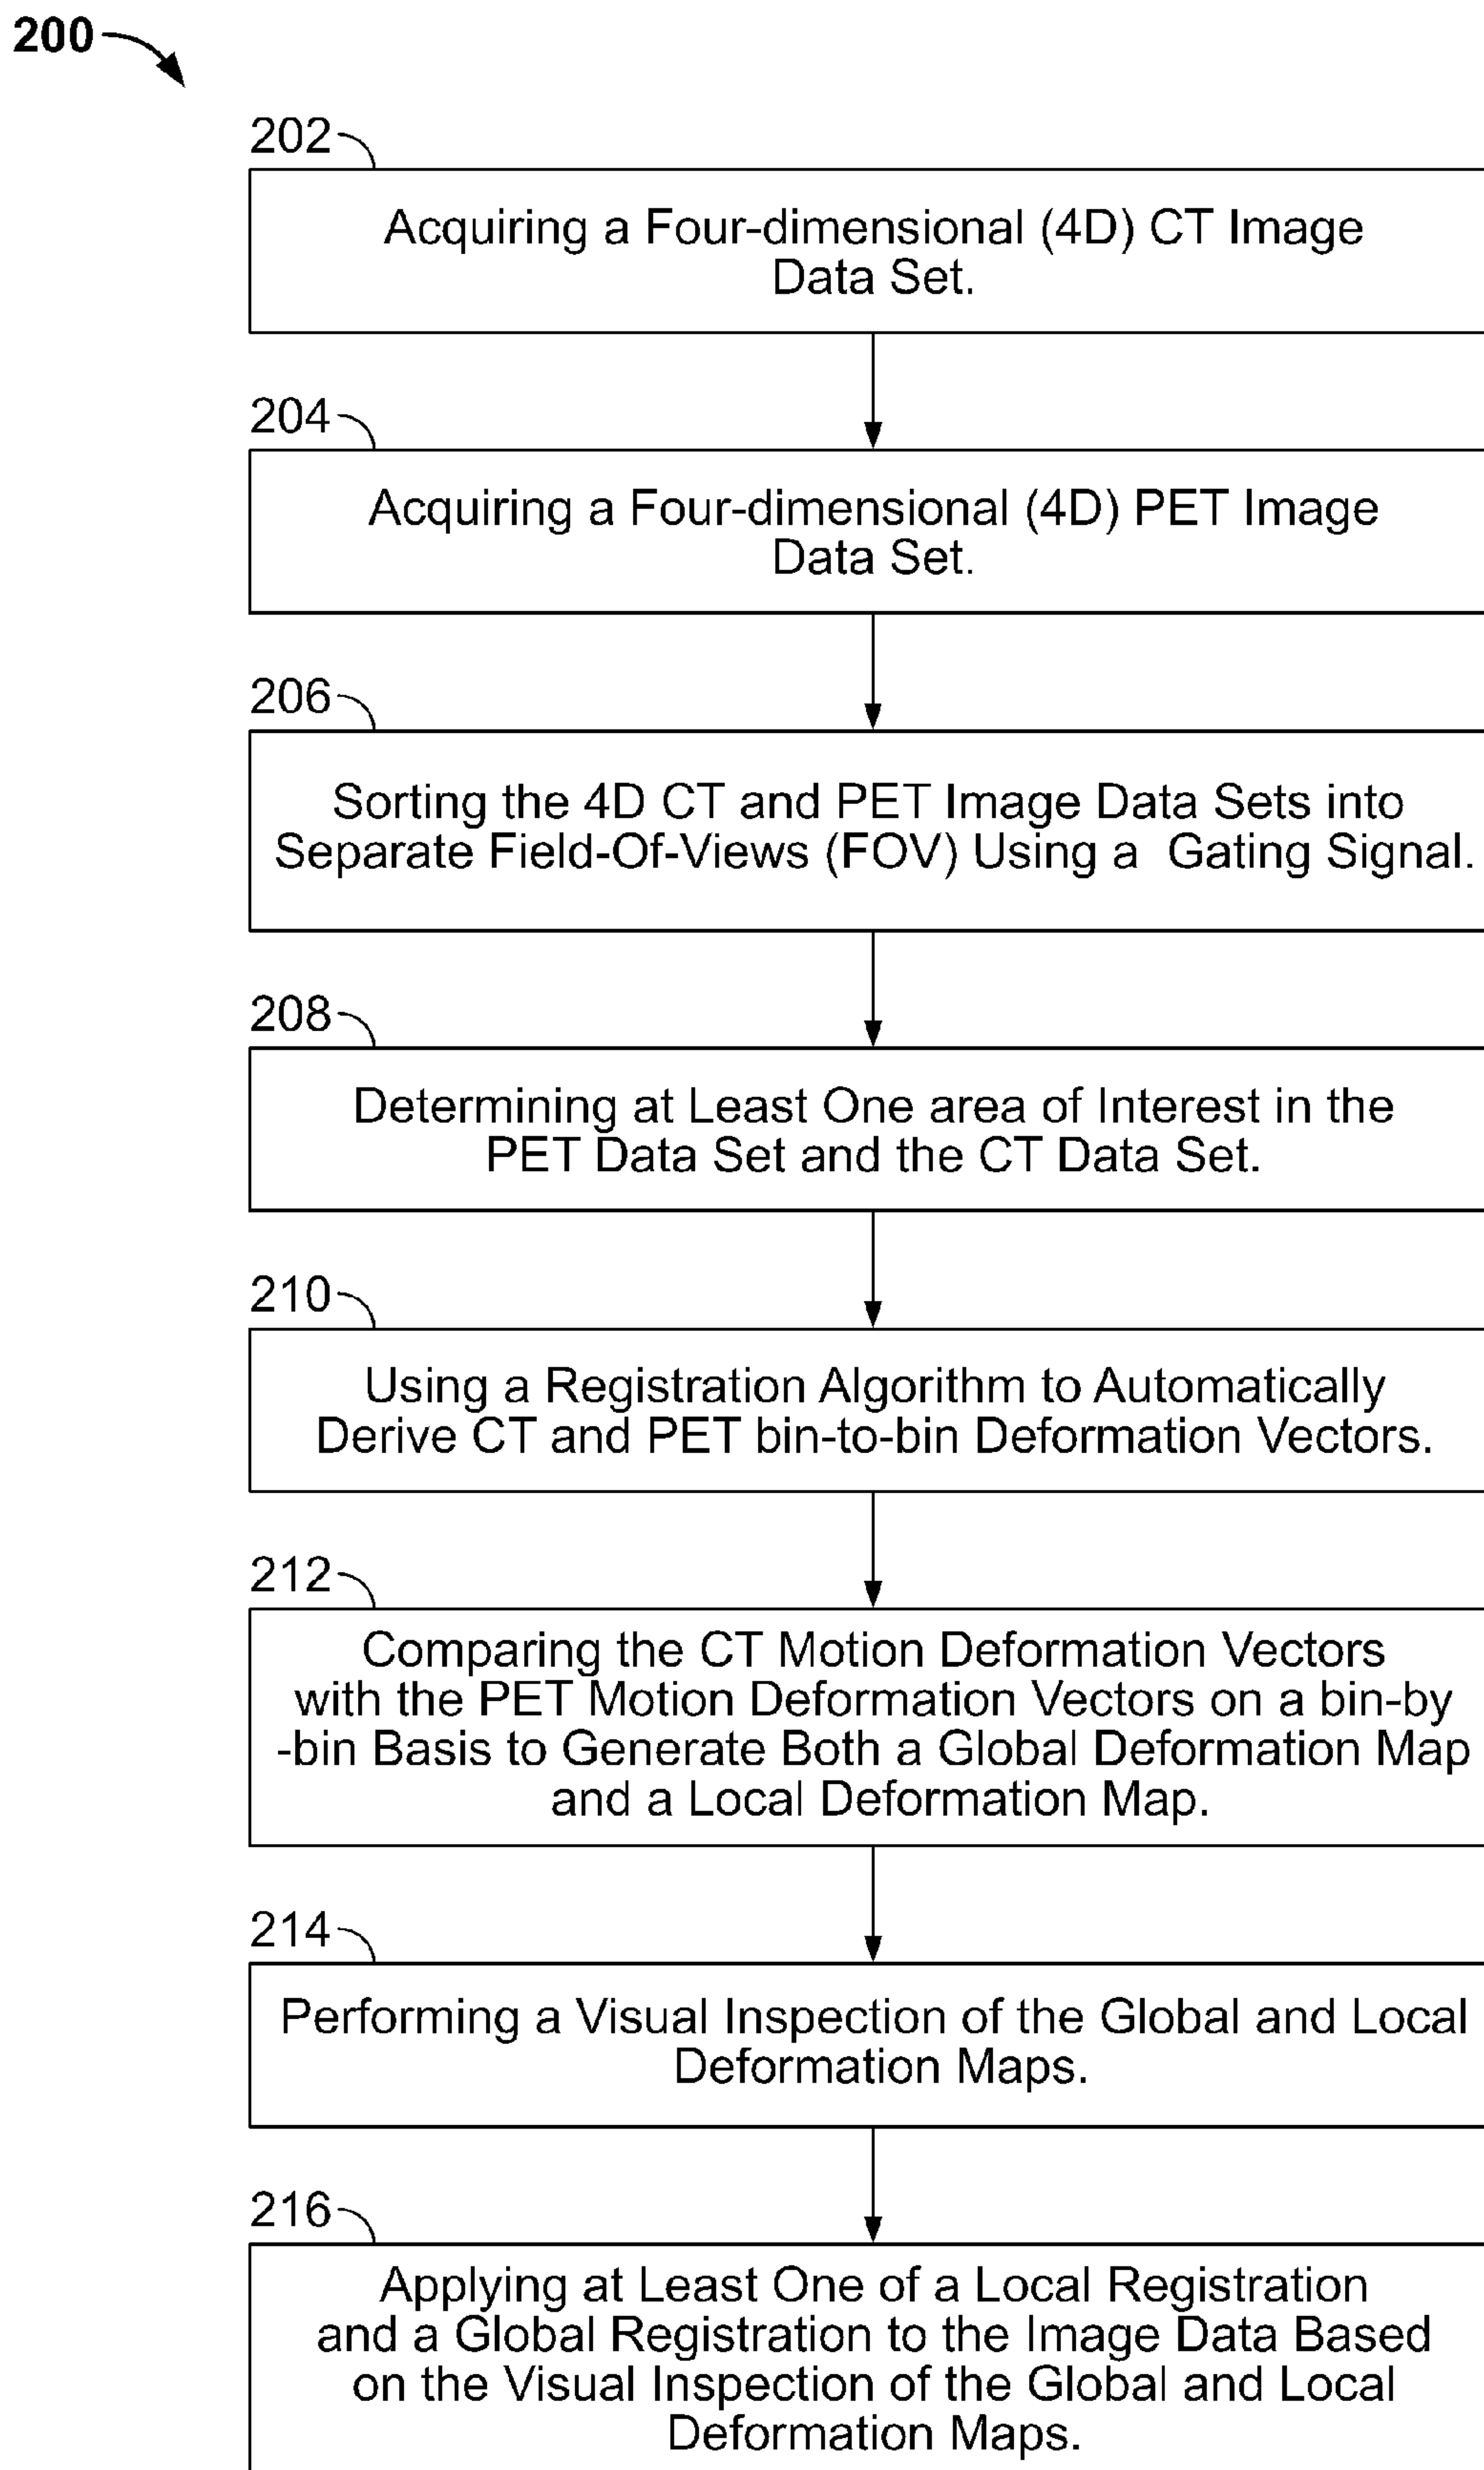 200
202
Acquiring a Four-dimensional (4D) CT Image
Data Set.
204
Acquiring a Four-dimensional (4D) PET Image
Data Set.
206
Sorting the 4D CT and PET Image Data Sets into
Separate Field-Of-Views (FOV) Using a  Gating Signal.
208
Determining at Least One area of Interest in the
PET Data Set and the CT Data Set.
210
Using a Registration Algorithm to Automatically
Derive CT and PET bin-to-bin Deformation Vectors.
212
Comparing the CT Motion Deformation Vectors
with the PET Motion Deformation Vectors on a bin-by
-bin Basis to Generate Both a Global Deformation Map
and a Local Deformation Map.
214
Performing a Visual Inspection of the Global and Local
Deformation Maps.
216
Applying at Least One of a Local Registration
and a Global Registration to the Image Data Based
on the Visual Inspection of the Global and Local
Deformation Maps.